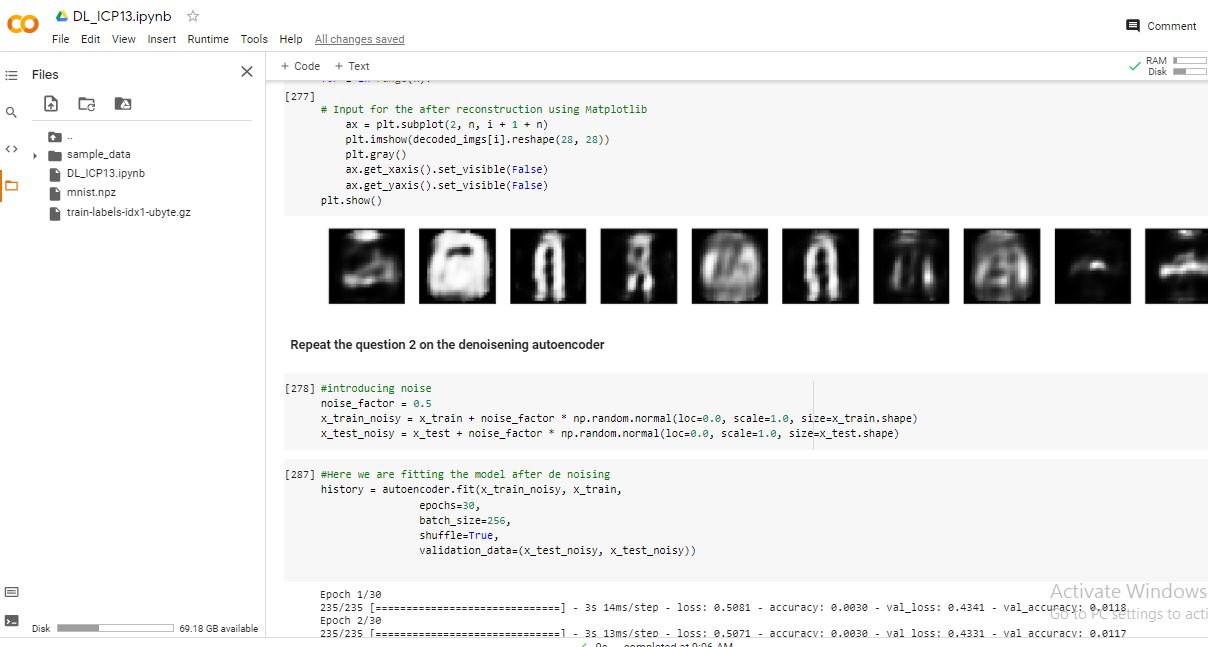 DL_ICP13.ipynb
Comment
File Edit View Insert Runtime Tools Help All changes saved
Files
+ Code + Text
RAM
Disk
..
sample_data
DL_ICP13.ipynb
mnist.npz
train-labels-idx1-ubyte.gz
[277]
# Input for the after reconstruction using Matplotlib
ax = plt.subplot(2, n, i + 1 + n)
plt.imshow(decoded_imgs[i].reshape(28, 28))
plt.gray()
ax.get_xaxis().set_visible(False)
ax.get_yaxis().set_visible(False)
plt.show()
Repeat the question 2 on the denoisening autoencoder
[278] #introducing noise
noise_factor = 0.5
x_train_noisy = x_train + noise_factor * np.random.normal(loc=0.0, scale=1.0, size=x_train.shape)
x_test_noisy = x_test + noise_factor * np.random.normal(loc=0.0, scale=1.0, size=x_test.shape)
[287] #Here we are fitting the model after de noising
history = autoencoder.fit(x_train_noisy, x_train,
epochs=30,
batch_size=256,
shuffle=True,
validation_data=(x_test_noisy, x_test_noisy))
Epoch 1/30
235/235 [==============================] - 3s 14ms/step - loss: 0.5081 - accuracy: 0.0030 - val_loss: 0.4341 - val_accuracy: 0.0118
Epoch 2/30
235/235 [==============================] - 3s 13ms/step - loss: 0.5071 - accuracy: 0.0030 - val_loss: 0.4331 - val_accuracy: 0.0117
Activate Windows
Go to PC settings to acti
Disk 69.18 GB available
completed at 9:06 AM